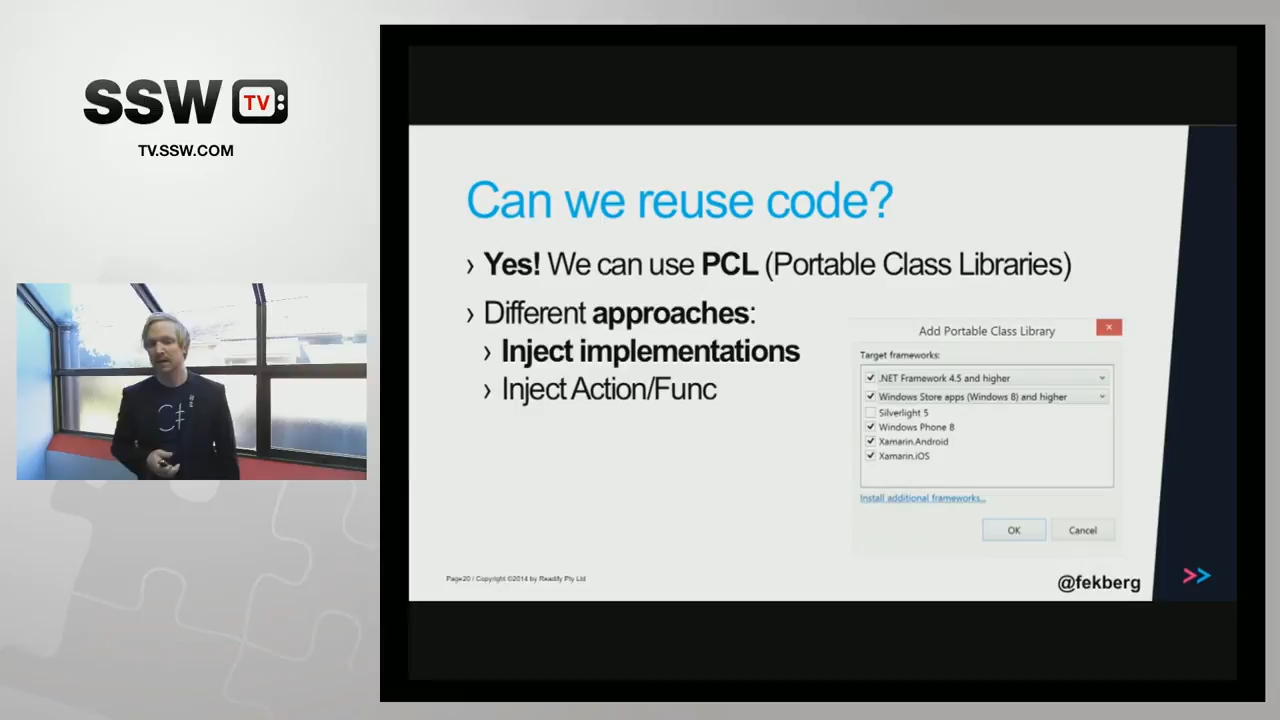 SSW TV
TV.SSW.COM
C#
Can we reuse code?
› Yes! We can use PCL (Portable Class Libraries)
› Different approaches:
› Inject implementations
› Inject Action/Func
Add Portable Class Library
Target frameworks:
.NET Framework 4.5 and higher
Windows Store apps (Windows 8) and higher
Silverlight 5
Windows Phone 8
Xamarin.Android
Xamarin.iOS
Install additional frameworks...
OK Cancel
Page20 / Copyright ©2014 by Readify Pty Ltd
@fekberg